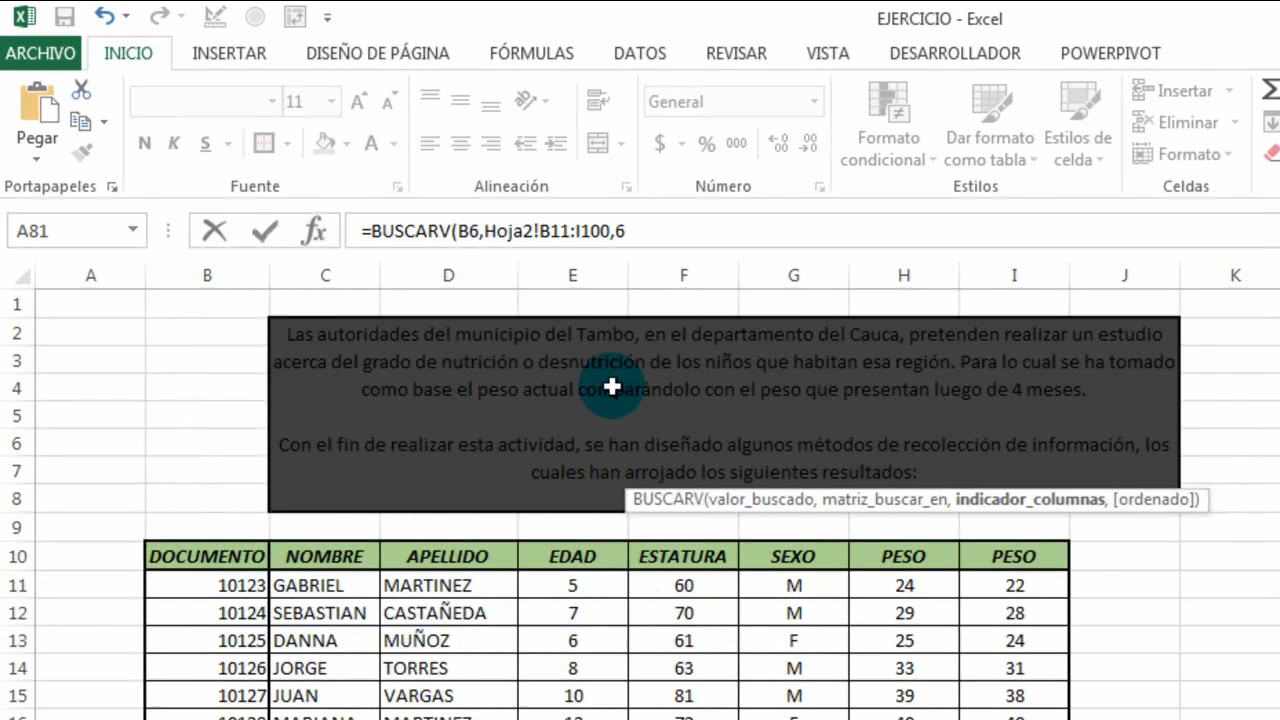 EJERCICIO - Excel
ARCHIVO INICIO INSERTAR DISEÑO DE PÁGINA FÓRMULAS DATOS REVISAR VISTA DESARROLLADOR POWERPIVOT
11 A A General Insertar
Pegar Formato condicional Dar formato como tabla Estilos de celda Eliminar
N K S A $ % 000 Formato
Portapapeles Fuente Alineación Número Estilos Celdas
A81 fx =BUSCARV(B6,Hoja2!B11:I100,6
A B C D E F G H I J K
1
2 Las autoridades del municipio del Tambo, en el departamento del Cauca, pretenden realizar un estudio
3 acerca del grado de nutrición o desnutrición de los niños que habitan esa región. Para lo cual se ha tomado
4 como base el peso actual comparándolo con el peso que presentan luego de 4 meses.
5
6 Con el fin de realizar esta actividad, se han diseñado algunos métodos de recolección de información, los
7 cuales han arrojado los siguientes resultados:
8 BUSCARV(valor_buscado, matriz_buscar_en, indicador_columnas, [ordenado])
9
10 DOCUMENTO NOMBRE APELLIDO EDAD ESTATURA SEXO PESO PESO
11 10123 GABRIEL MARTINEZ 5 60 M 24 22
12 10124 SEBASTIAN CASTAÑEDA 7 70 M 29 28
13 10125 DANNA MUÑOZ 6 61 F 25 24
14 10126 JORGE TORRES 8 63 M 33 31
15 10127 JUAN VARGAS 10 81 M 39 38